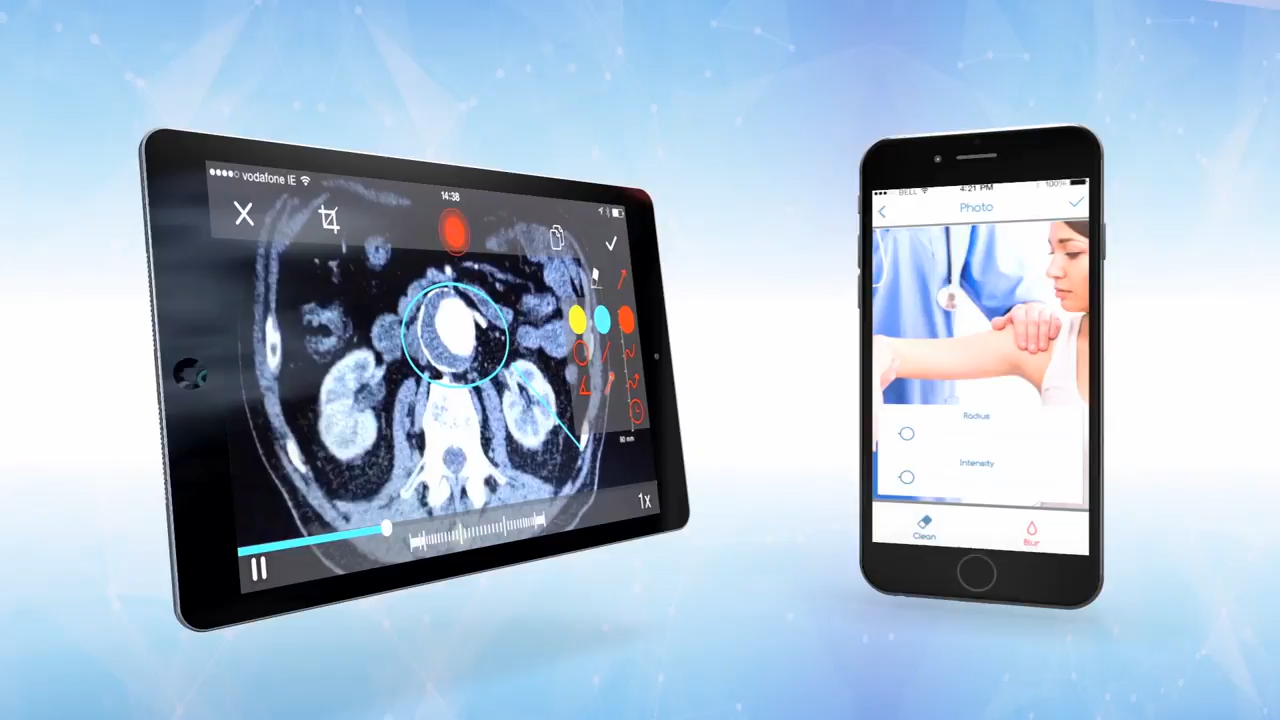 vodafone IE
14:38
80 mm
1x
BELL
4:21 PM
100%
Photo
Radius
Intensity
Clean
Blur